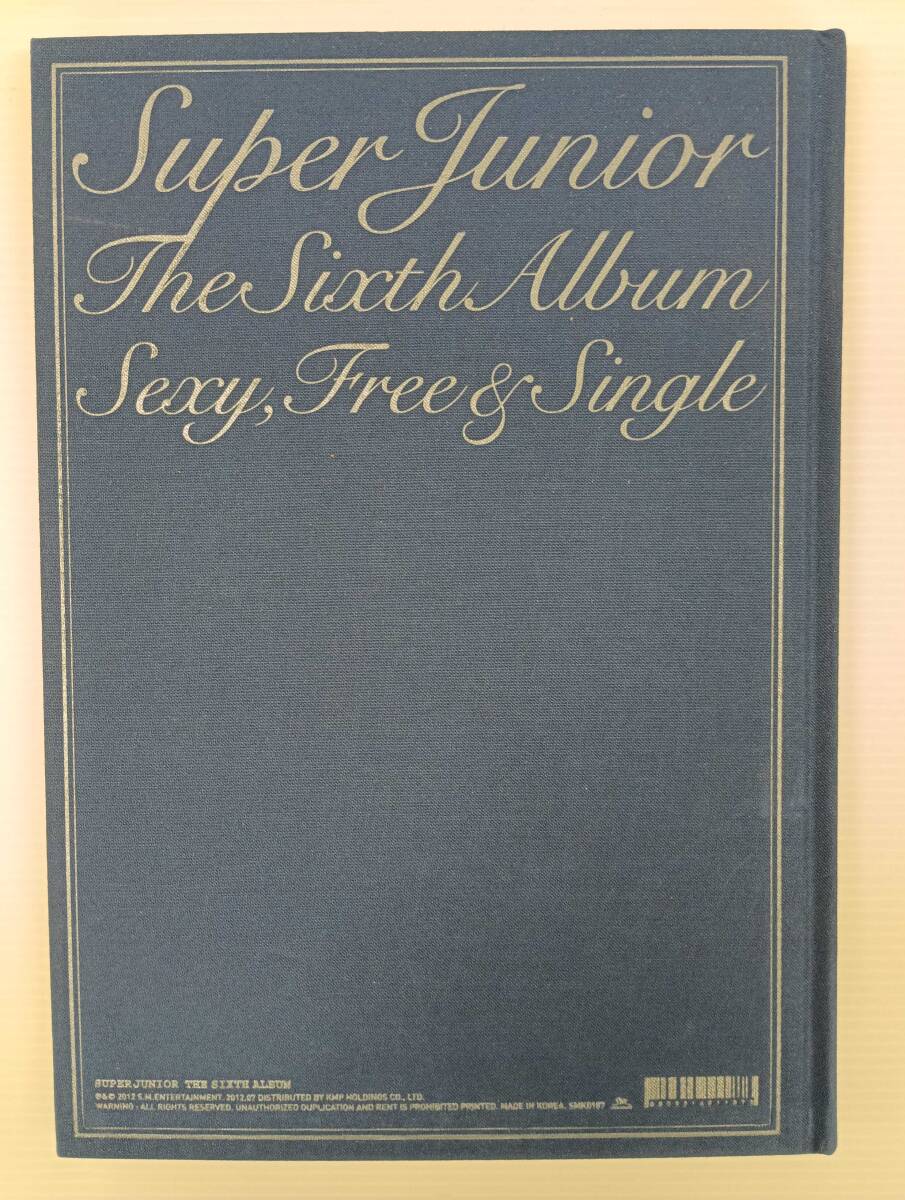 Super Junior
The Sixth Album
Sexy, Free & Single
SUPER JUNIOR THE SIXTH ALBUM
℗&© 2012 S.M.ENTERTAINMENT. 2012.07 DISTRIBUTED BY KMP HOLDINGS CO., LTD.
WARNING : ALL RIGHTS RESERVED. UNAUTHORIZED DUPLICATION AND RENT IS PROHIBITED PRINTED. MADE IN KOREA. SMK0187